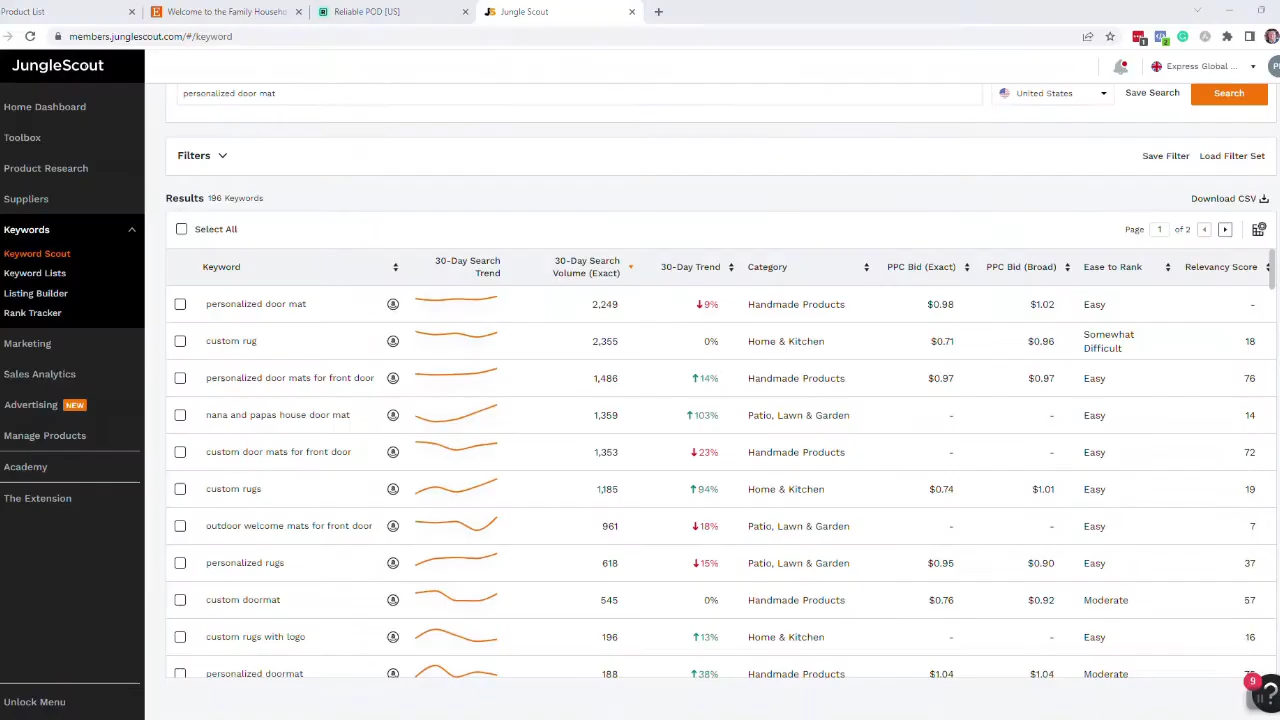 Product List
Welcome to the Family Househo
Reliable POD [US]
Jungle Scout
members.junglescout.com/#/keyword
1
2
JungleScout
Express Global ...
Home Dashboard
Toolbox
Product Research
Suppliers
Keywords
Keyword Scout
Keyword Lists
Listing Builder
Rank Tracker
Marketing
Sales Analytics
Advertising NEW
Manage Products
Academy
The Extension
Unlock Menu
personalized door mat
United States
Save Search
Search
Filters
Save Filter
Load Filter Set
Results 196 Keywords
Download CSV
Select All
Page 1 of 2
Keyword 30-Day Search Trend 30-Day Search Volume (Exact) 30-Day Trend Category PPC Bid (Exact) PPC Bid (Broad) Ease to Rank Relevancy Score
personalized door mat 2,249 ↓9% Handmade Products $0.98 $1.02 Easy -
custom rug 2,355 0% Home & Kitchen $0.71 $0.96 Somewhat Difficult 18
personalized door mats for front door 1,486 ↑14% Handmade Products $0.97 $0.97 Easy 76
nana and papas house door mat 1,359 ↑103% Patio, Lawn & Garden - - Easy 14
custom door mats for front door 1,353 ↓23% Handmade Products - - Easy 72
custom rugs 1,185 ↑94% Home & Kitchen $0.74 $1.01 Easy 19
outdoor welcome mats for front door 961 ↓18% Patio, Lawn & Garden - - Easy 7
personalized rugs 618 ↓15% Patio, Lawn & Garden $0.95 $0.90 Easy 37
custom doormat 545 0% Handmade Products $0.76 $0.92 Moderate 57
custom rugs with logo 196 ↑13% Home & Kitchen - - Easy 16
personalized doormat 188 ↑38% Handmade Products $1.04 $1.04 Moderate
9
?